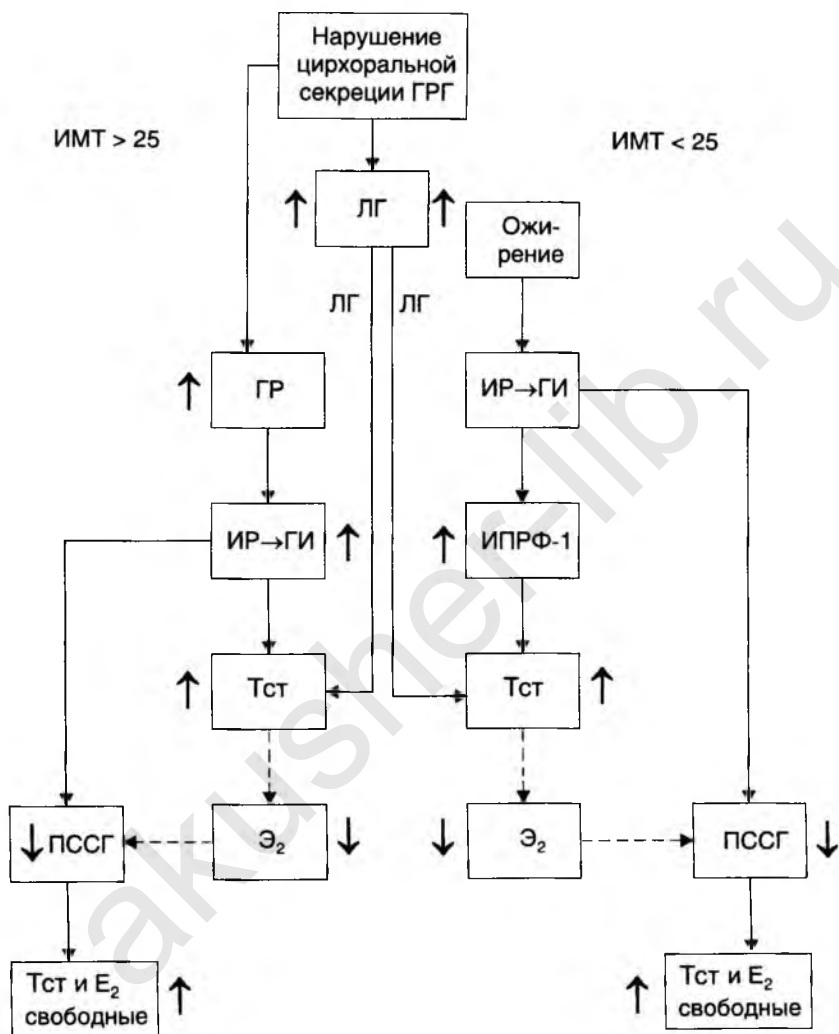 Нарушение
цирхоральной
секреции ГРГ
ИМТ > 25
ИМТ < 25
↑ ЛГ ↑
Ожи-
рение
ЛГ ЛГ
↑ ГР
ИР→ГИ
ИР→ГИ ↑
↑ ИПРФ-1
↑ Тст
Тст ↑
↓ ПССГ
Э₂ ↓
↓ Э₂
ПССГ ↓
Тст и Е₂
свободные ↑
↑ Тст и Е₂
свободные
akusher-lib.ru